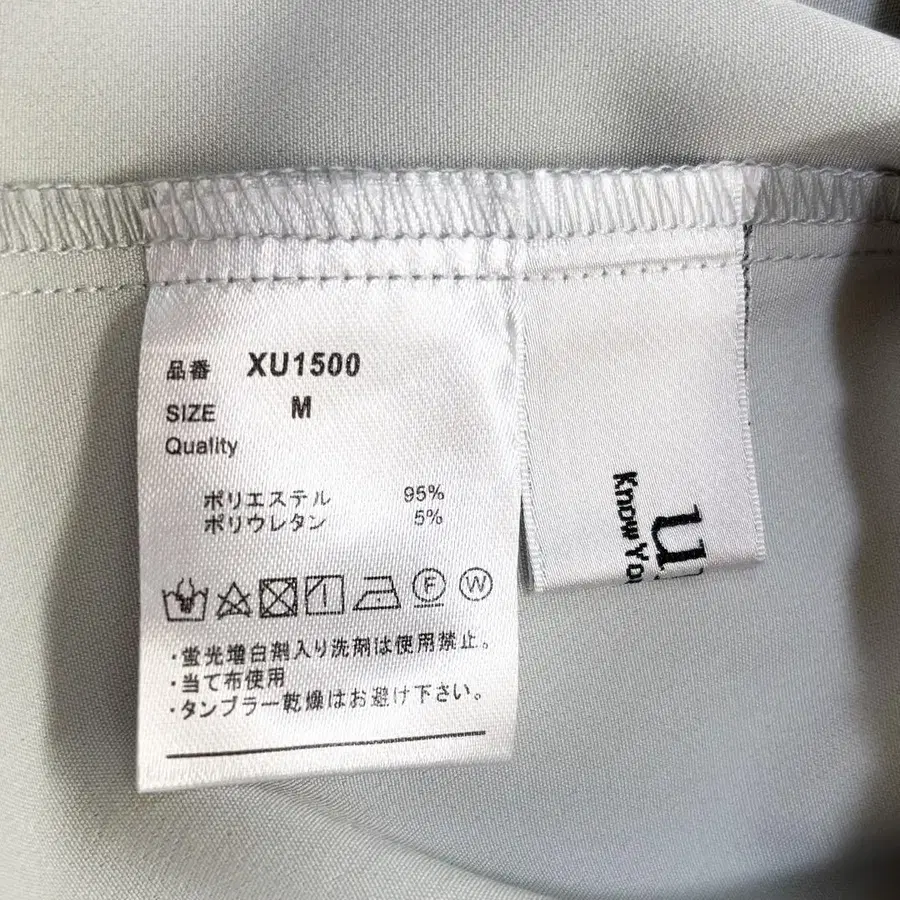 品番 XU1500
SIZE M
Quality
ポリエステル 95%
ポリウレタン 5%
F W
・蛍光増白剤入り洗剤は使用禁止。
・当て布使用
・タンブラー乾燥はお避け下さい。
u
Know Yo